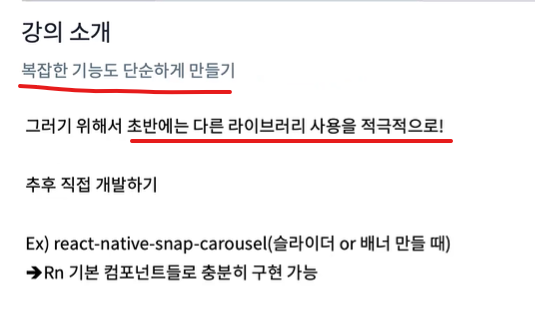 강의 소개
복잡한 기능도 단순하게 만들기
그러기 위해서 초반에는 다른 라이브러리 사용을 적극적으로!
추후 직접 개발하기
Ex) react-native-snap-carousel(슬라이더 or 배너 만들 때)
➔Rn 기본 컴포넌트들로 충분히 구현 가능